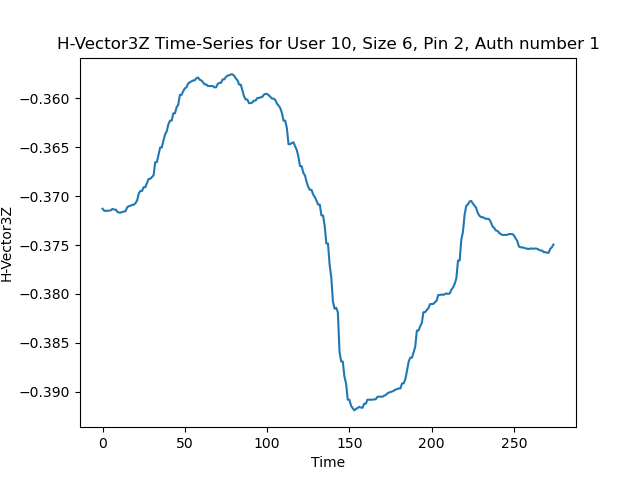 H-Vector3Z Time-Series for User 10, Size 6, Pin 2, Auth number 1
H-Vector3Z
−0.360
−0.365
−0.370
−0.375
−0.380
−0.385
−0.390
0 50 100 150 200 250
Time